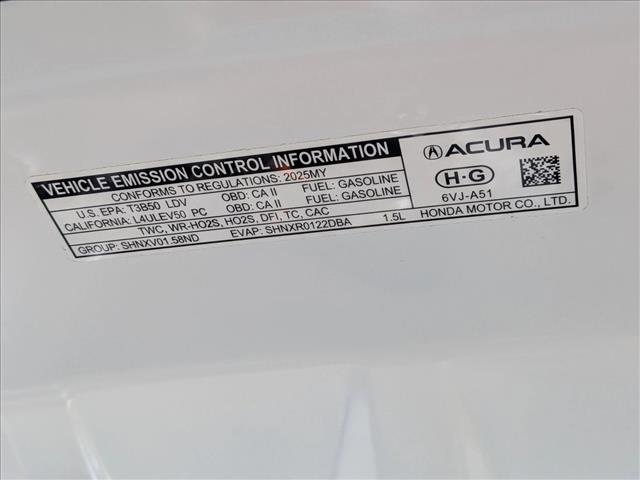 VEHICLE EMISSION CONTROL INFORMATION
CONFORMS TO REGULATIONS: 2025MY
U.S. EPA: T3B50 LDV OBD: CA II FUEL: GASOLINE
CALIFORNIA: L4ULEV50 PC OBD: CA II FUEL: GASOLINE
TWC, WR-HO2S, HO2S, DFI, TC, CAC
GROUP: SHNXV01.58ND EVAP: SHNXR0122DBA 1.5L
ACURA
H-G
6VJ-A51
HONDA MOTOR CO., LTD.